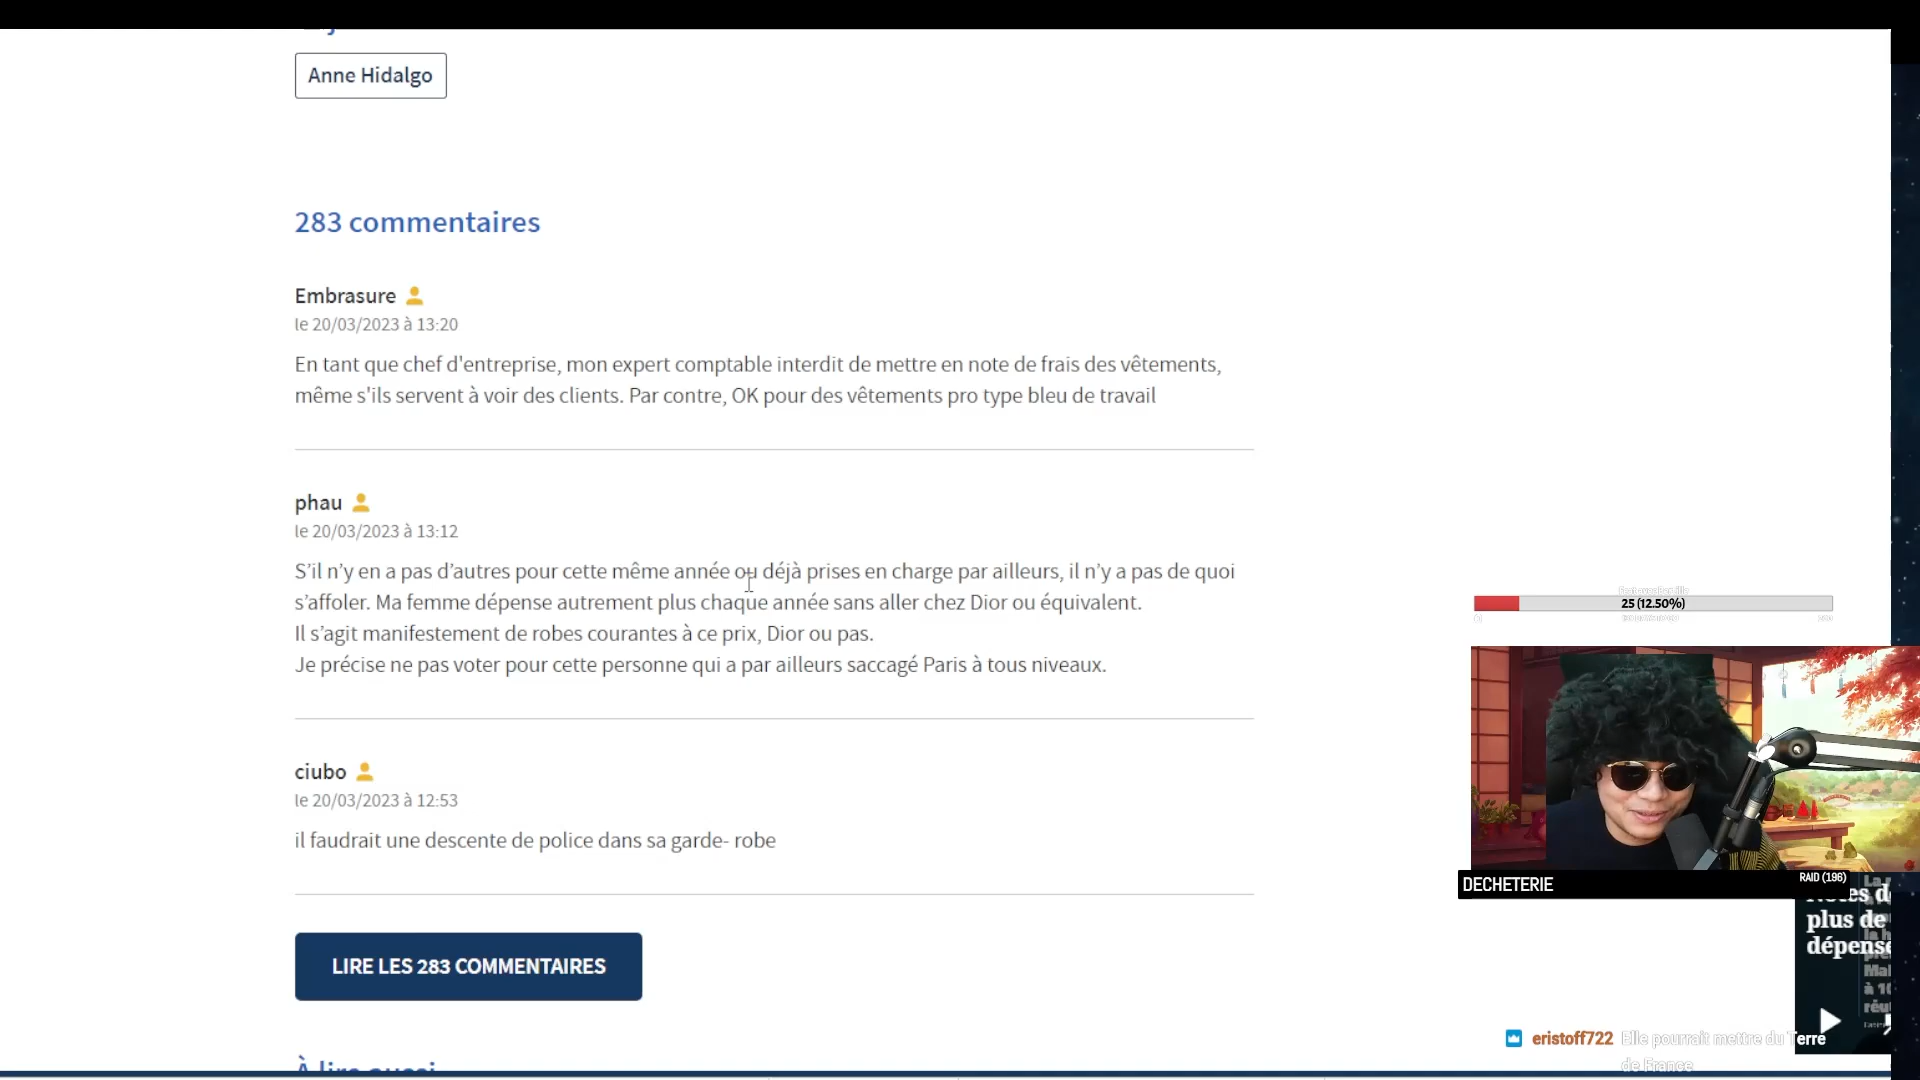 Anne Hidalgo
283 commentaires
Embrasure
le 20/03/2023 à 13:20
En tant que chef d'entreprise, mon expert comptable interdit de mettre en note de frais des vêtements,
même s'ils servent à voir des clients. Par contre, OK pour des vêtements pro type bleu de travail
phau
le 20/03/2023 à 13:12
S’il n’y en a pas d’autres pour cette même année ou déjà prises en charge par ailleurs, il n’y a pas de quoi
s’affoler. Ma femme dépense autrement plus chaque année sans aller chez Dior ou équivalent.
Il s’agit manifestement de robes courantes à ce prix, Dior ou pas.
Je précise ne pas voter pour cette personne qui a par ailleurs saccagé Paris à tous niveaux.
ciubo
le 20/03/2023 à 12:53
il faudrait une descente de police dans sa garde- robe
LIRE LES 283 COMMENTAIRES
À lire aussi
25 (12.50%)
DECHETERIE
RAID (196)
plus de
dépense
eristoff722 Elle pourrait mettre du Terre
de France